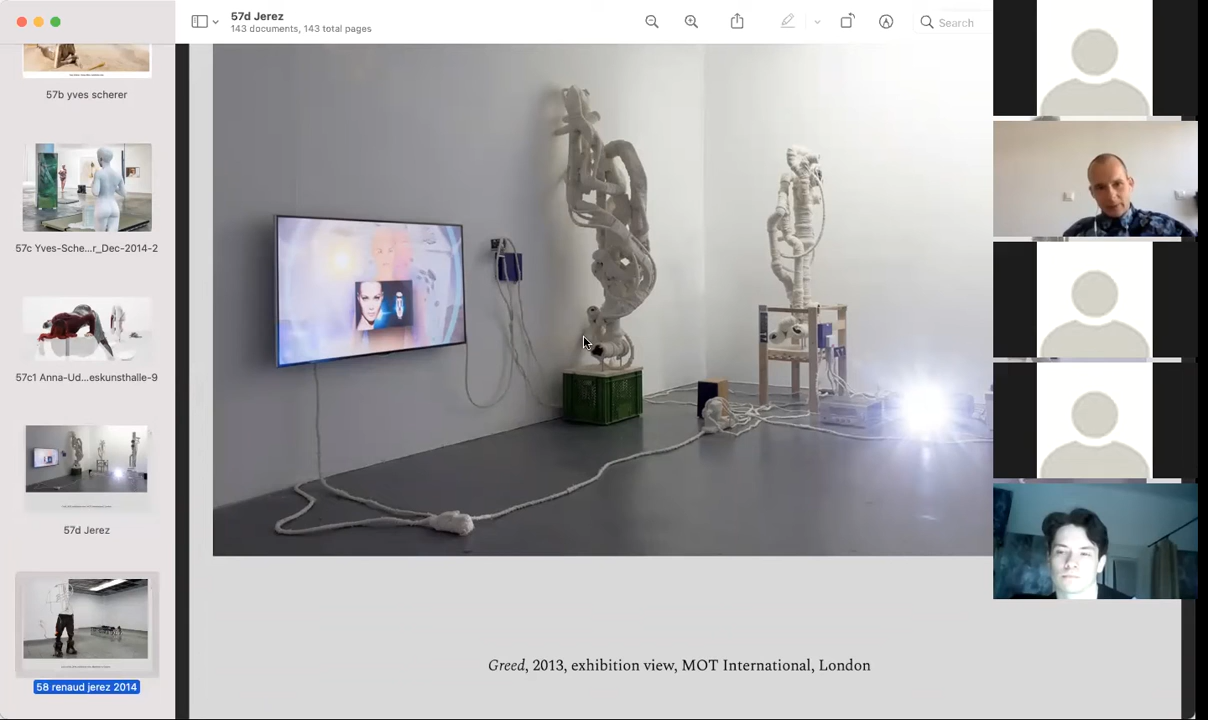 57d Jerez
143 documents, 143 total pages
Search
57b yves scherer
57c Yves-Sche...r_Dec-2014-2
57c1 Anna-Ud...eskunsthalle-9
57d Jerez
58 renaud jerez 2014
Greed, 2013, exhibition view, MOT International, London